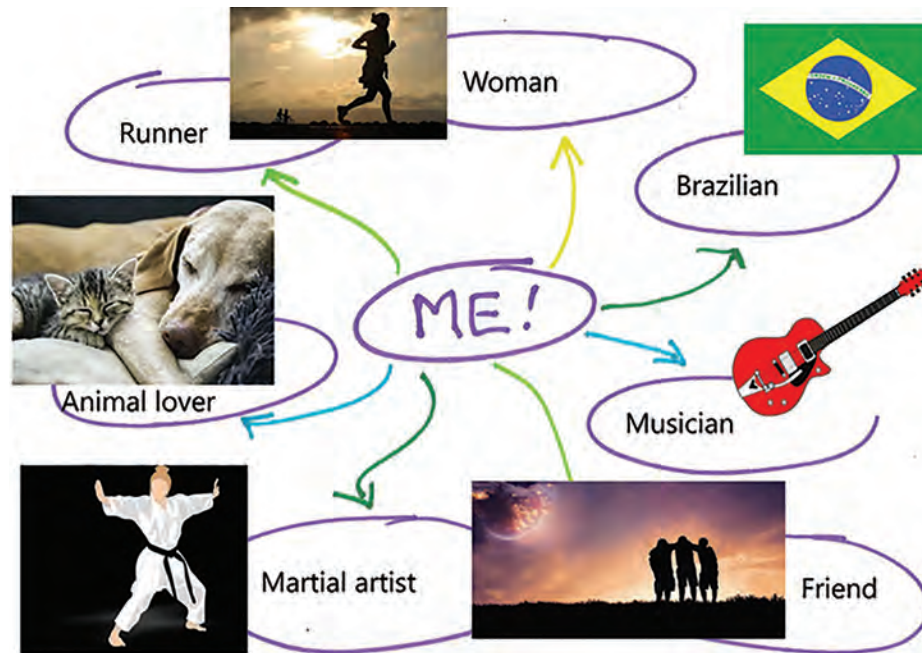 Woman
Runner
Brazilian
ME!
Animal lover
Musician
Martial artist
Friend